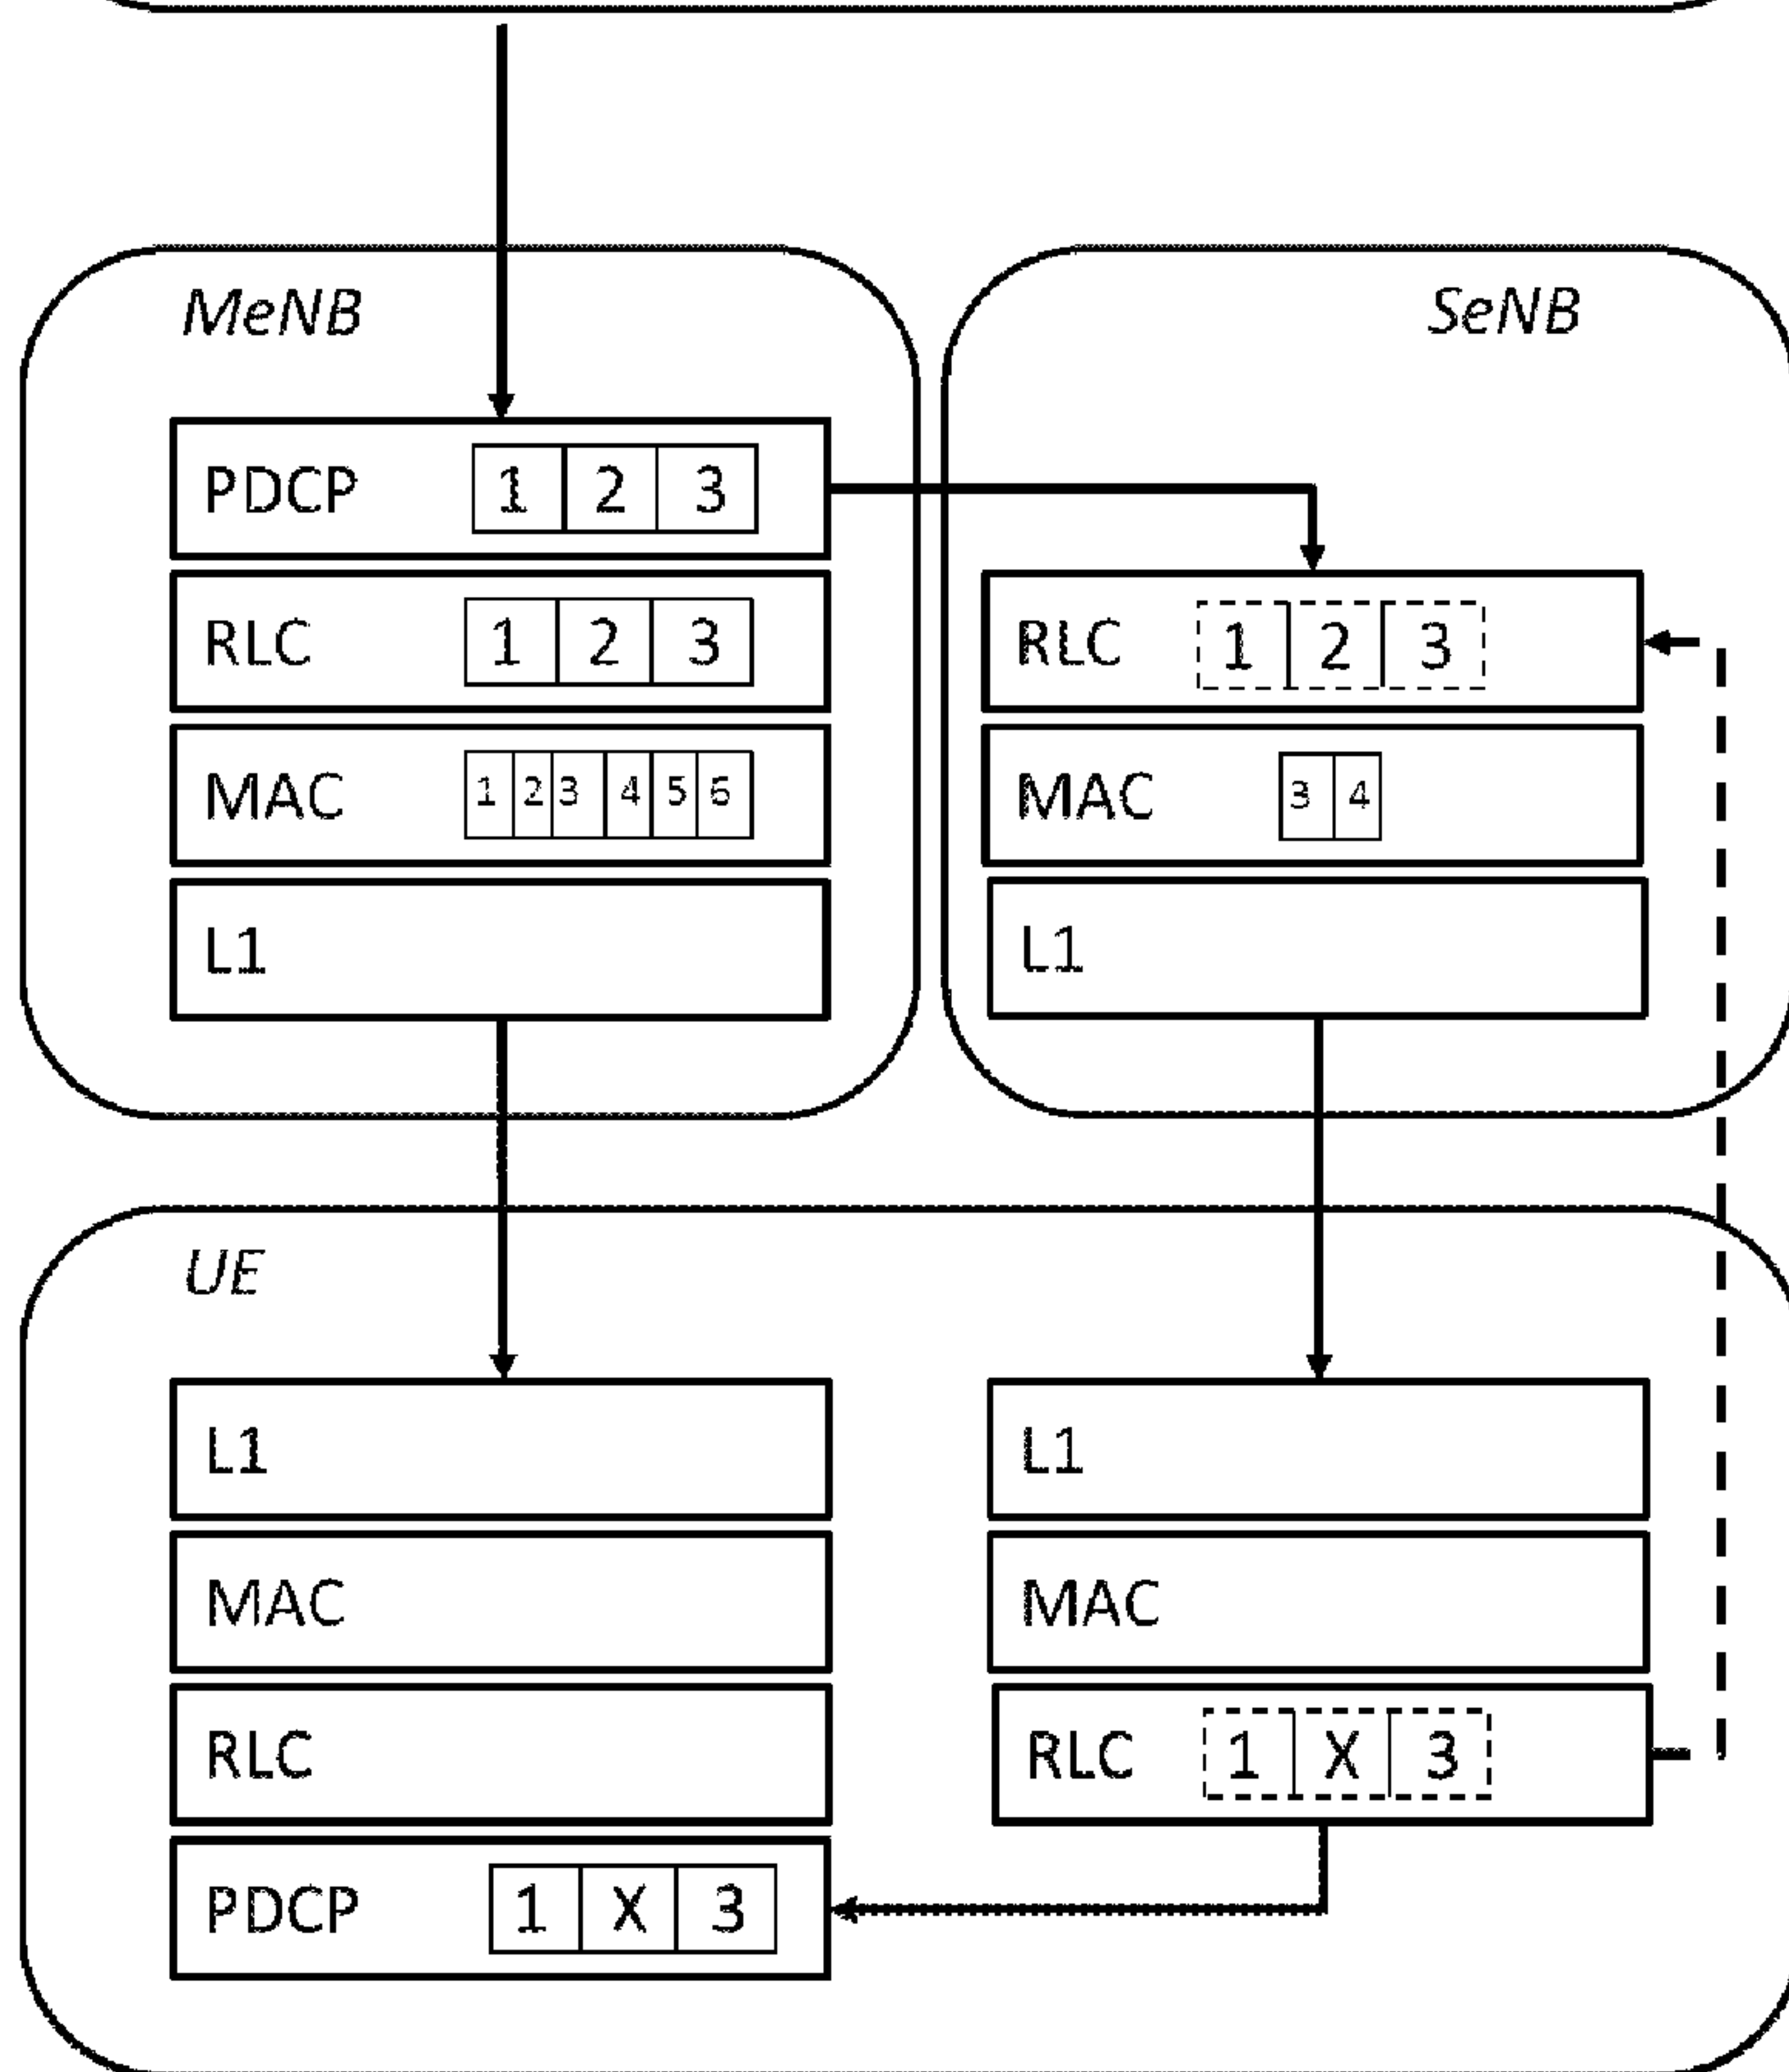 MeNB
PDCP 1 2 3
RLC 1 2 3
MAC 1 2 3 4 5 6
L1
SeNB
RLC 1 2 3
MAC 3 4
L1
UE
L1
MAC
RLC
PDCP 1 X 3
L1
MAC
RLC 1 X 3